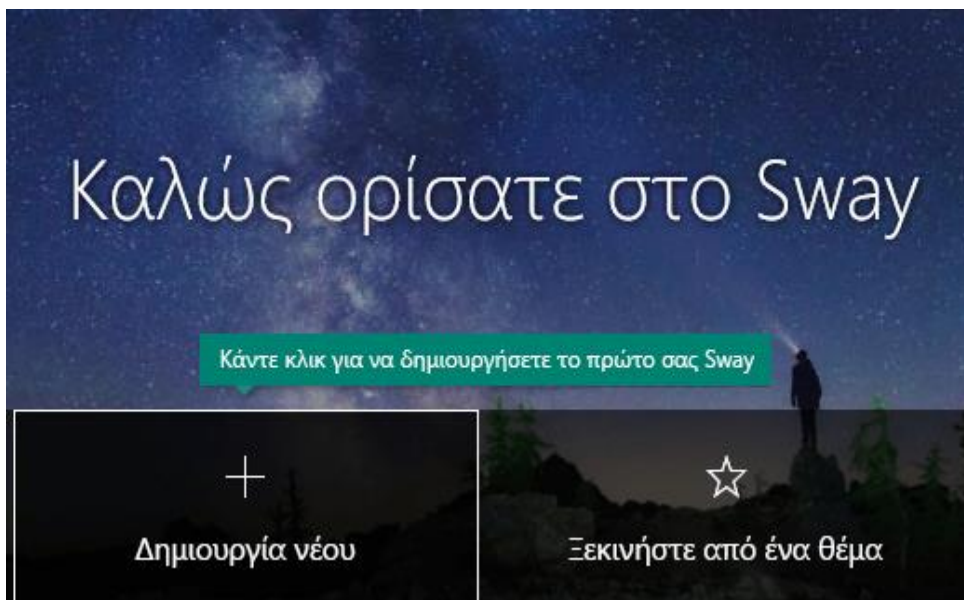 Καλώς ορίσατε στο Sway
Κάντε κλικ για να δημιουργήσετε το πρώτο σας Sway
Δημιουργία νέου
Ξεκινήστε από ένα θέμα